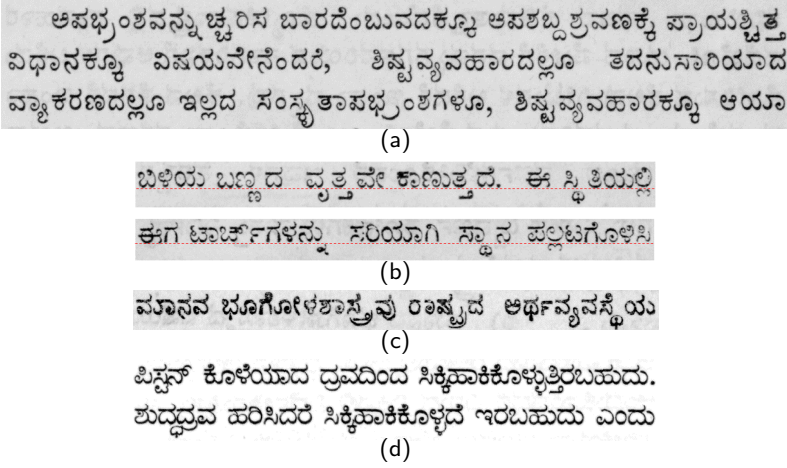 ಅಪಭ್ರಂಶವನ್ನುಚ್ಚರಿಸ ಬಾರದೆಂಬುವದಕ್ಕೂ ಅಪಶಬ್ದಶ್ರವಣಕ್ಕೆ ಪ್ರಾಯಶ್ಚಿತ್ತ
ವಿಧಾನಕ್ಕೂ ವಿಷಯವೇನೆಂದರೆ, ಶಿಷ್ಟವ್ಯವಹಾರದಲ್ಲೂ ತದನುಸಾರಿಯಾದ
ವ್ಯಾಕರಣದಲ್ಲೂ ಇಲ್ಲದ ಸಂಸ್ಕೃತಾಪಭ್ರಂಶಗಳೂ, ಶಿಷ್ಟವ್ಯವಹಾರಕ್ಕೂ ಆಯಾ
(a)
ಬಿಳಿಯ ಬಣ್ಣದ ವೃತ್ತವೇ ಕಾಣುತ್ತದೆ. ಈ ಸ್ಥಿತಿಯಲ್ಲಿ
ಈಗ ಟಾರ್ಚ್‌ಗಳನ್ನು ಸರಿಯಾಗಿ ಸ್ಥಾನ ಪಲ್ಲಟಗೊಳಿಸಿ
(b)
ಮಾನವ ಭೂಗೋಳಶಾಸ್ತ್ರವು ರಾಷ್ಟ್ರದ ಆರ್ಥವ್ಯವಸ್ಥೆಯ
(c)
ಪಿಸ್ಟನ್ ಕೊಳೆಯಾದ ದ್ರವದಿಂದ ಸಿಕ್ಕಿಹಾಕಿಕೊಳ್ಳುತ್ತಿರಬಹುದು.
ಶುದ್ಧದ್ರವ ಹರಿಸಿದರೆ ಸಿಕ್ಕಿಹಾಕಿಕೊಳ್ಳದೆ ಇರಬಹುದು ಎಂದು
(d)